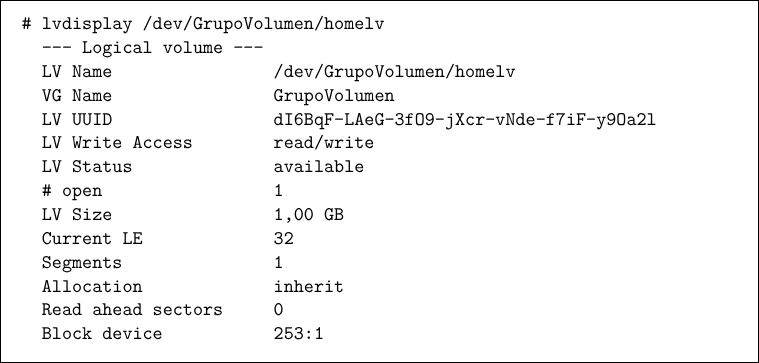 # lvdisplay /dev/GrupoVolumen/homelv
--- Logical volume ---
LV Name /dev/GrupoVolumen/homelv
VG Name GrupoVolumen
LV UUID dI6BqF-LAeG-3fO9-jXcr-vNde-f7iF-y9Oa2l
LV Write Access read/write
LV Status available
# open 1
LV Size 1,00 GB
Current LE 32
Segments 1
Allocation inherit
Read ahead sectors 0
Block device 253:1